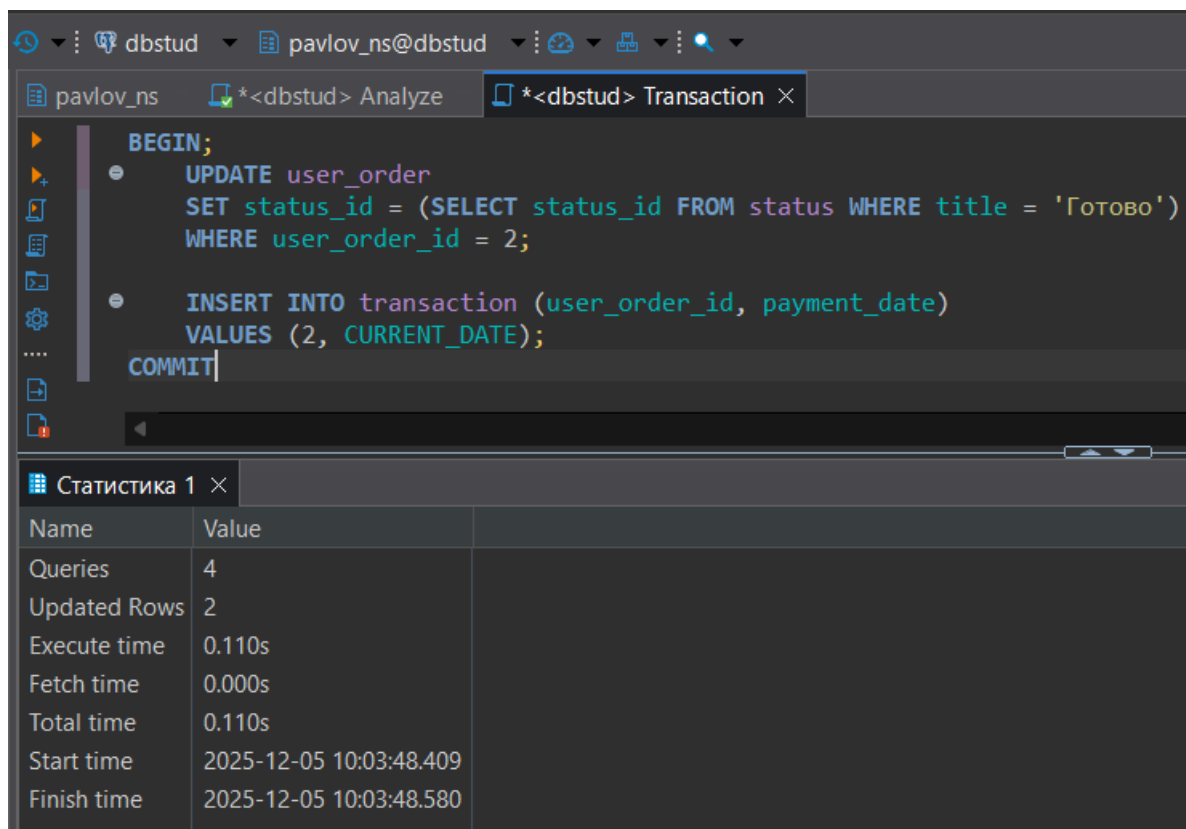 dbstud pavlov_ns@dbstud
pavlov_ns *<dbstud> Analyze *<dbstud> Transaction
BEGIN;
UPDATE user_order
SET status_id = (SELECT status_id FROM status WHERE title = 'Готово')
WHERE user_order_id = 2;
INSERT INTO transaction (user_order_id, payment_date)
VALUES (2, CURRENT_DATE);
COMMIT
Статистика 1
Name Value
Queries 4
Updated Rows 2
Execute time 0.110s
Fetch time 0.000s
Total time 0.110s
Start time 2025-12-05 10:03:48.409
Finish time 2025-12-05 10:03:48.580